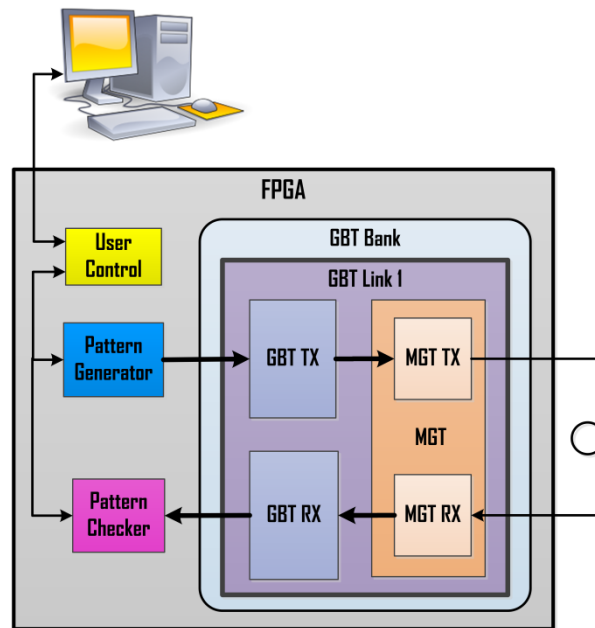 FPGA
User
Control
GBT Bank
GBT Link 1
Pattern
Generator
GBT TX
MGT TX
MGT
Pattern
Checker
GBT RX
MGT RX